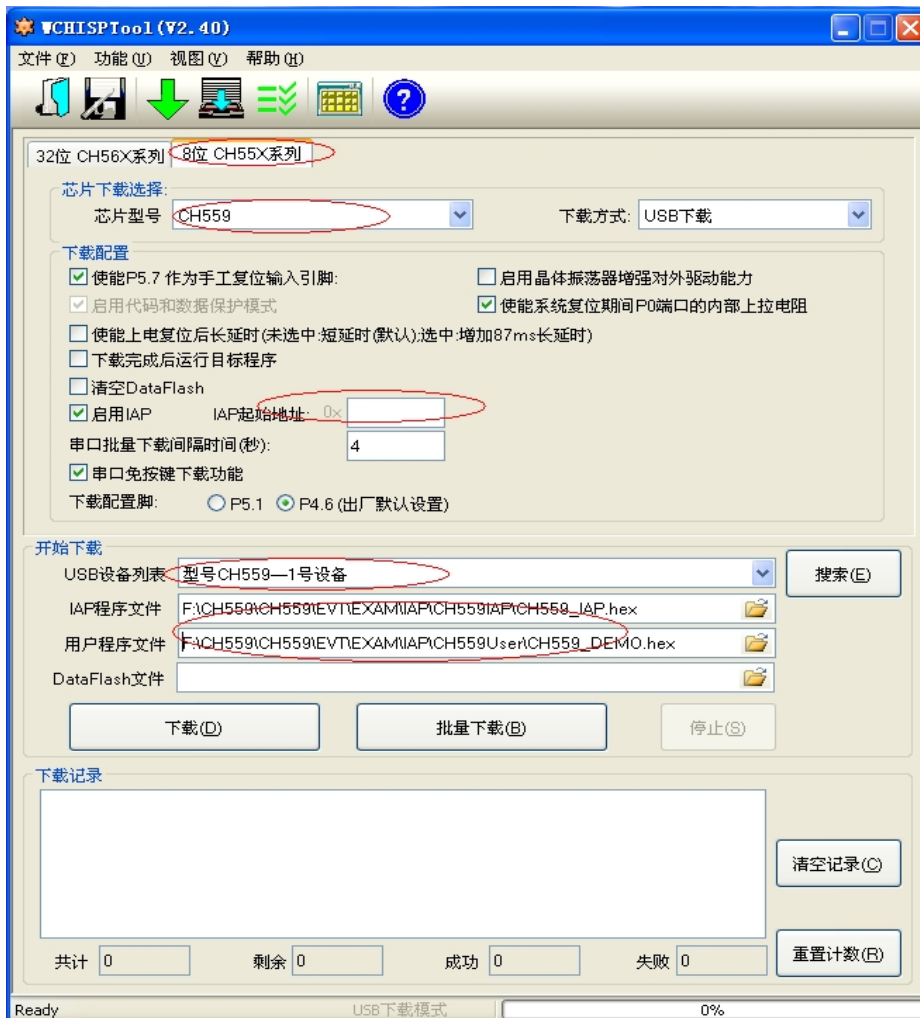 WCHISPTool(V2.40)
文件(F) 功能(U) 视图(V) 帮助(H)
32位 CH56X系列 8位 CH55X系列
芯片下载选择:
芯片型号 CH559 下载方式: USB下载
下载配置
使能P5.7 作为手工复位输入引脚: 启用晶体振荡器增强对外驱动能力
启用代码和数据保护模式 使能系统复位期间P0端口的内部上拉电阻
使能上电复位后长延时(未选中:短延时(默认);选中:增加87ms长延时)
下载完成后运行目标程序
清空DataFlash
启用IAP IAP起始地址: 0x
串口批量下载间隔时间(秒): 4
串口免按键下载功能
下载配置脚: P5.1 P4.6(出厂默认设置)
开始下载
USB设备列表 型号CH559—1号设备 搜索(E)
IAP程序文件 F:\CH559\CH559\EVT\EXAM\IAP\CH559IAP\CH559_IAP.hex
用户程序文件 F:\CH559\CH559\EVT\EXAM\IAP\CH559User\CH559_DEMO.hex
DataFlash文件
下载(D) 批量下载(B) 停止(S)
下载记录
清空记录(C)
共计 0 剩余 0 成功 0 失败 0 重置计数(R)
Ready USB下载模式 0%